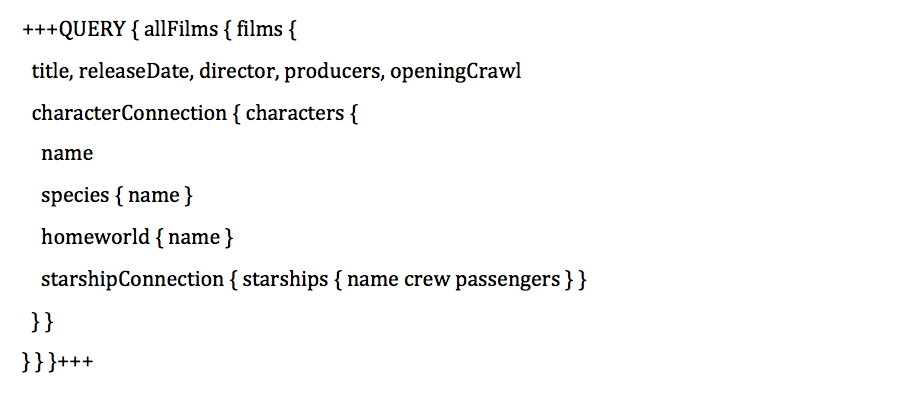 +++QUERY { allFilms { films {
title, releaseDate, director, producers, openingCrawl
characterConnection { characters {
name
species { name }
homeworld { name }
starshipConnection { starships { name crew passengers } }
} }
} } }+++